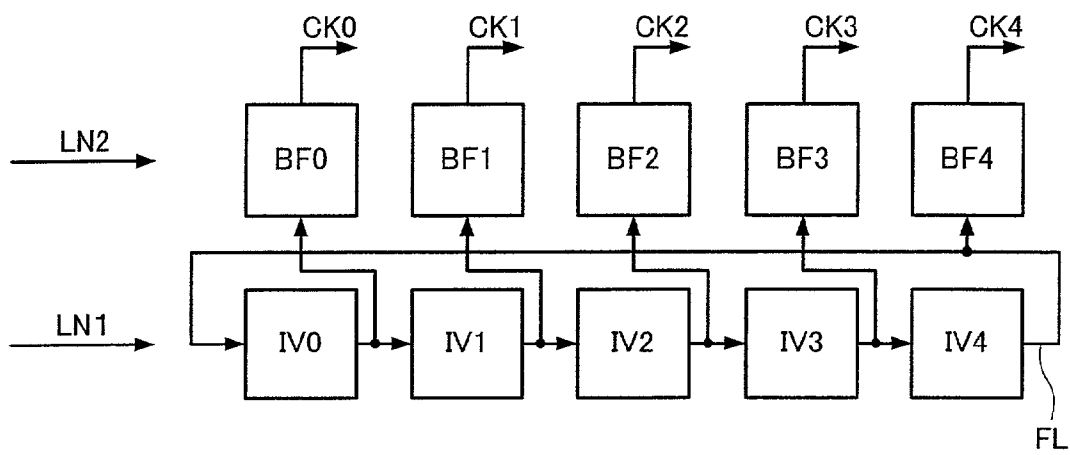 CK0 CK1 CK2 CK3 CK4
LN2 BF0 BF1 BF2 BF3 BF4
LN1 IV0 IV1 IV2 IV3 IV4
FL